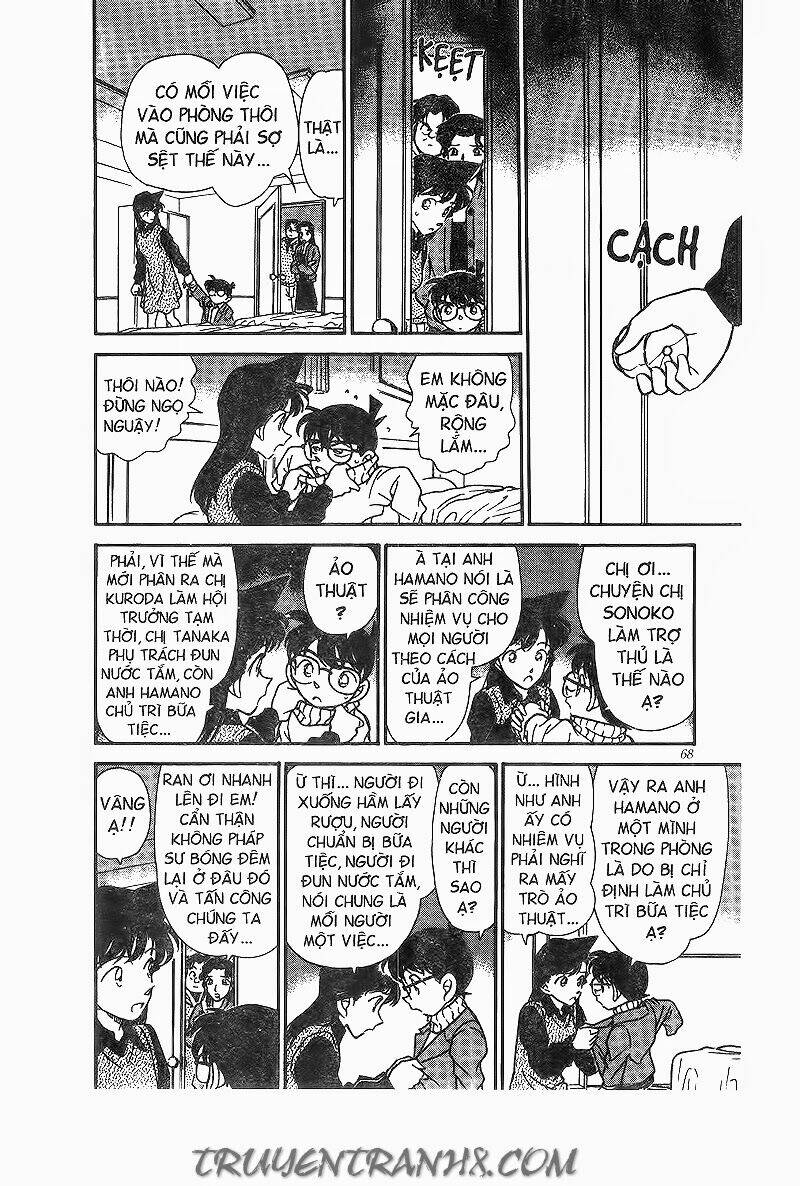 CẠCH
KẸẸT
THẬT
LÀ...
CÓ MỖI VIỆC
VÀO PHÒNG THÔI
MÀ CŨNG PHẢI SỢ
SỆT THẾ NÀY...
EM KHÔNG
MẶC ĐÂU,
RỘNG
LẮM...
THÔI NÀO!
ĐỪNG NGỌ
NGUẬY!
CHỊ ƠI...
CHUYỆN CHỊ
SONOKO
LÀM TRỢ
THỦ LÀ
THẾ NÀO
Ạ?
À TẠI ANH
HAMANO NÓI LÀ
SẼ PHÂN CÔNG
NHIỆM VỤ CHO
MỌI NGƯỜI
THEO CÁCH
CỦA ẢO
THUẬT
GIA...
ẢO
THUẬT
?
PHẢI, VÌ THẾ MÀ
MỚI PHÂN RA CHỊ
KURODA LÀM HỘI
TRƯỞNG TẠM
THỜI, CHỊ TANAKA
PHỤ TRÁCH ĐUN
NƯỚC TẮM, CÒN
ANH HAMANO
CHỦ TRÌ BỮA
TIỆC...
68
VẬY RA ANH
HAMANO Ở
MỘT MÌNH
TRONG PHÒNG
LÀ DO BỊ CHỈ
ĐỊNH LÀM CHỦ
TRÌ BỮA TIỆC
Ạ?
Ừ... HÌNH
NHƯ ANH
ẤY CÓ
NHIỆM VỤ
PHẢI NGHĨ
RA MẤY
TRÒ ẢO
THUẬT...
CÒN
NHỮNG
NGƯỜI
KHÁC
THÌ
SAO
Ạ?
Ừ THÌ... NGƯỜI ĐI
XUỐNG HẦM LẤY
RƯỢU, NGƯỜI
CHUẨN BỊ BỮA
TIỆC, NGƯỜI ĐI
ĐUN NƯỚC TẮM,
NÓI CHUNG LÀ
MỖI NGƯỜI
MỘT VIỆC...
RAN ƠI NHANH
LÊN ĐI EM!
CẨN THẬN
KHÔNG PHÁP
SƯ BÓNG ĐÊM
LẠI Ở ĐÂU ĐÓ
VÀ TẤN CÔNG
CHÚNG TA
ĐẤY...
VÂNG
Ạ!!
TRUYENTRANH8.COM